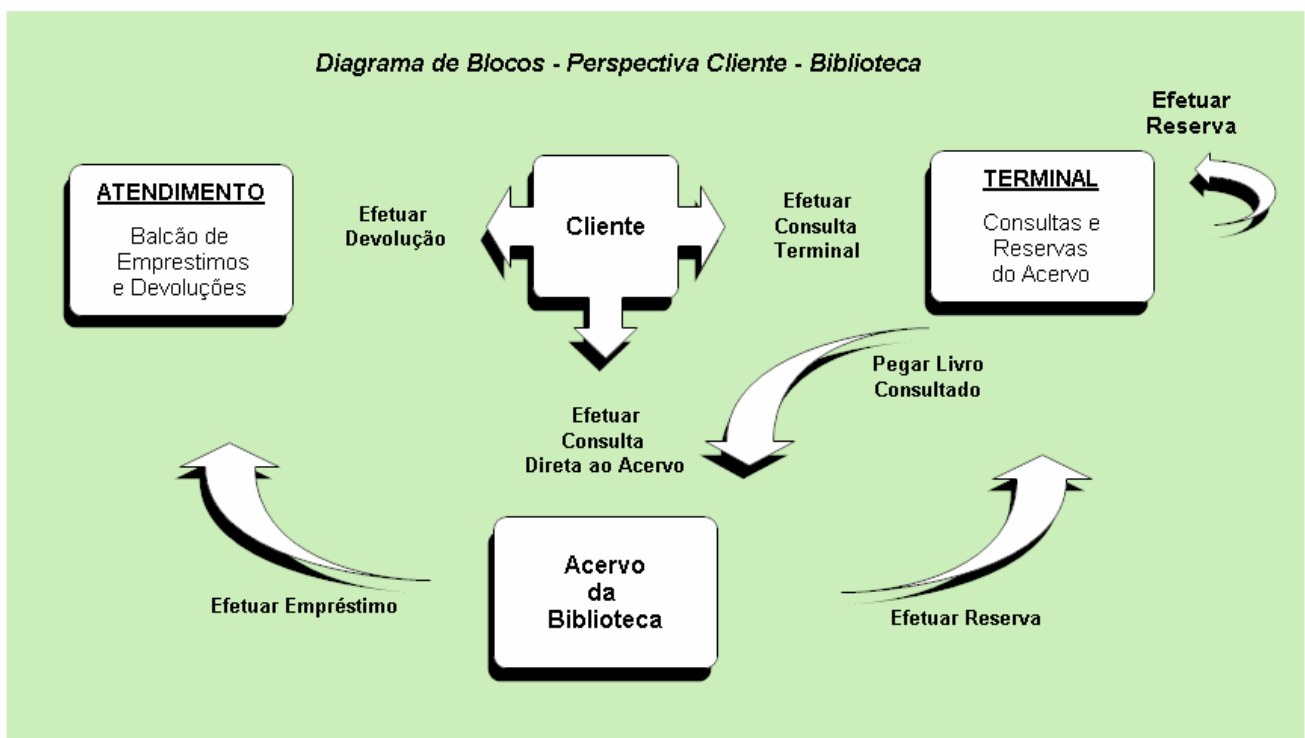 Diagrama de Blocos - Perspectiva Cliente - Biblioteca
Efetuar
Reserva
ATENDIMENTO
Balcão de
Emprestimos
e Devoluções
Efetuar
Devolução
Cliente
Efetuar
Consulta
Terminal
TERMINAL
Consultas e
Reservas
do Acervo
Pegar Livro
Consultado
Efetuar
Consulta
Direta ao Acervo
Acervo
da
Biblioteca
Efetuar Empréstimo
Efetuar Reserva